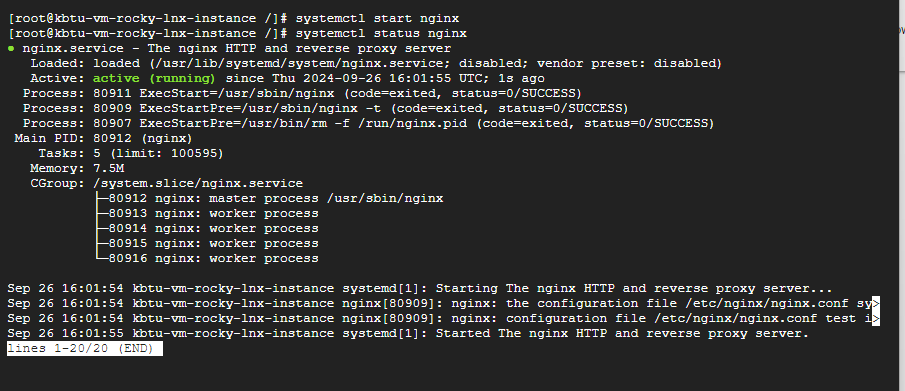 [root@kbtu-vm-rocky-lnx-instance /]# systemctl start nginx
[root@kbtu-vm-rocky-lnx-instance /]# systemctl status nginx
● nginx.service - The nginx HTTP and reverse proxy server
   Loaded: loaded (/usr/lib/systemd/system/nginx.service; disabled; vendor preset: disabled)
   Active: active (running) since Thu 2024-09-26 16:01:55 UTC; 1s ago
  Process: 80911 ExecStart=/usr/sbin/nginx (code=exited, status=0/SUCCESS)
  Process: 80909 ExecStartPre=/usr/sbin/nginx -t (code=exited, status=0/SUCCESS)
  Process: 80907 ExecStartPre=/usr/bin/rm -f /run/nginx.pid (code=exited, status=0/SUCCESS)
 Main PID: 80912 (nginx)
    Tasks: 5 (limit: 100595)
   Memory: 7.5M
   CGroup: /system.slice/nginx.service
           ├─80912 nginx: master process /usr/sbin/nginx
           ├─80913 nginx: worker process
           ├─80914 nginx: worker process
           ├─80915 nginx: worker process
           └─80916 nginx: worker process

Sep 26 16:01:54 kbtu-vm-rocky-lnx-instance systemd[1]: Starting The nginx HTTP and reverse proxy server...
Sep 26 16:01:54 kbtu-vm-rocky-lnx-instance nginx[80909]: nginx: the configuration file /etc/nginx/nginx.conf sy>
Sep 26 16:01:54 kbtu-vm-rocky-lnx-instance nginx[80909]: nginx: configuration file /etc/nginx/nginx.conf test i>
Sep 26 16:01:55 kbtu-vm-rocky-lnx-instance systemd[1]: Started The nginx HTTP and reverse proxy server.
lines 1-20/20 (END)